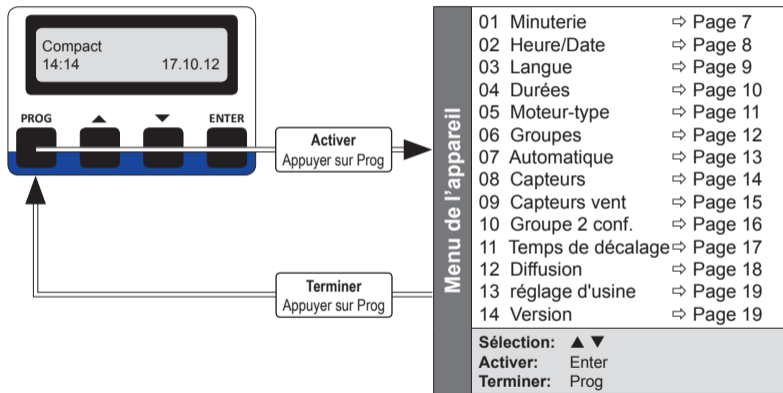 Compact
14:14 17.10.12
PROG ▲ ▼ ENTER
Activer
Appuyer sur Prog
Terminer
Appuyer sur Prog
Menu de l'appareil
01 Minuterie ⇨ Page 7
02 Heure/Date ⇨ Page 8
03 Langue ⇨ Page 9
04 Durées ⇨ Page 10
05 Moteur-type ⇨ Page 11
06 Groupes ⇨ Page 12
07 Automatique ⇨ Page 13
08 Capteurs ⇨ Page 14
09 Capteurs vent ⇨ Page 15
10 Groupe 2 conf. ⇨ Page 16
11 Temps de décalage ⇨ Page 17
12 Diffusion ⇨ Page 18
13 réglage d'usine ⇨ Page 19
14 Version ⇨ Page 19
Sélection: ▲ ▼
Activer: Enter
Terminer: Prog